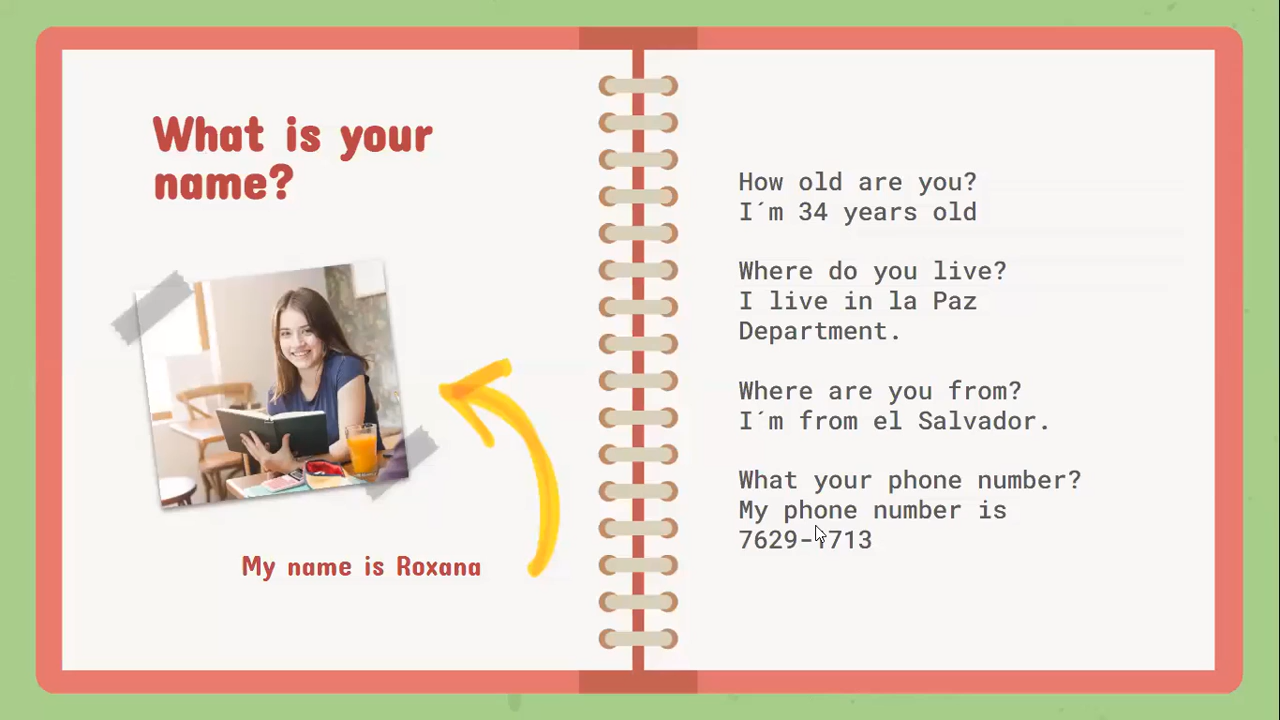 What is your
name?
My name is Roxana
How old are you?
I´m 34 years old
Where do you live?
I live in la Paz
Department.
Where are you from?
I´m from el Salvador.
What your phone number?
My phone number is
7629-1713